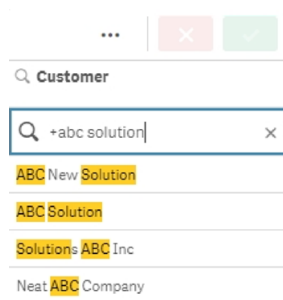 ...
Customer
+abc solution
ABC New Solution
ABC Solution
Solutions ABC Inc
Neat ABC Company